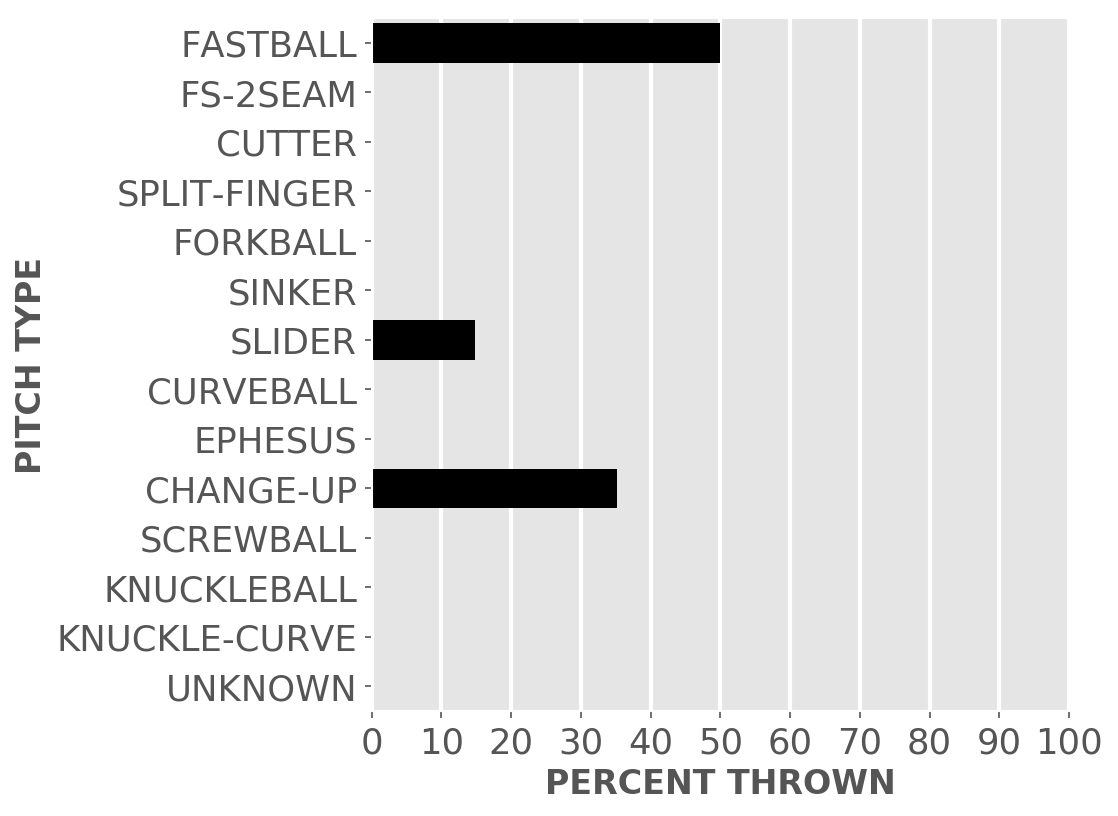 FASTBALL
FS-2SEAM
CUTTER
SPLIT-FINGER
FORKBALL
SINKER
SLIDER
CURVEBALL
EPHESUS
CHANGE-UP
SCREWBALL
KNUCKLEBALL
KNUCKLE-CURVE
UNKNOWN
PITCH TYPE
0 10 20 30 40 50 60 70 80 90 100
PERCENT THROWN